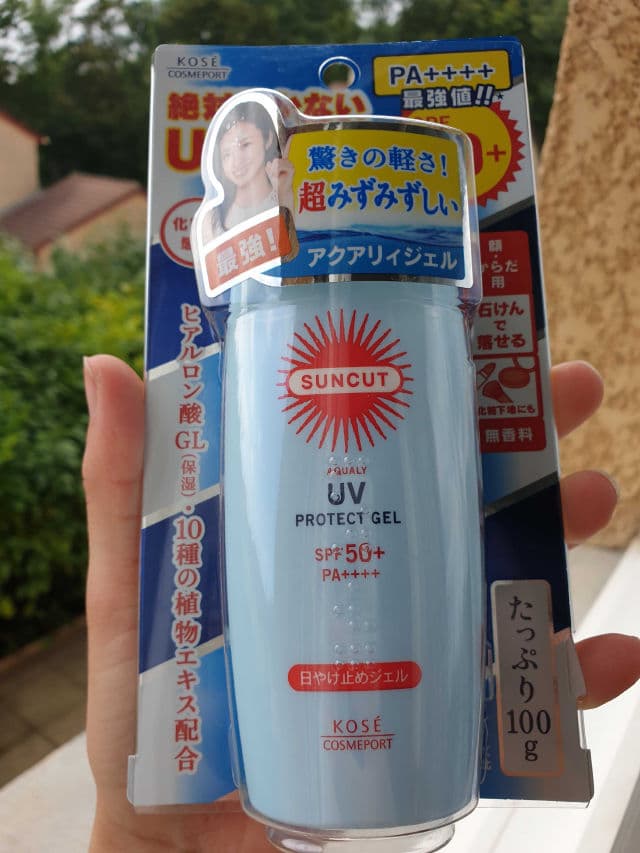 KOSÉ
COSMEPORT
PA++++
最強値!!
驚きの軽さ!
超みずみずしい
最強!
アクアリィジェル
顔
からだ
用
石けん
で
落せる
化粧下地にも
無香料
ヒアルロン酸GL(保湿)・10種の植物エキス配合
SUNCUT
AQUALY
UV
PROTECT GEL
SPF50+
PA++++
日やけ止めジェル
KOSÉ
COSMEPORT
たっぷり100g